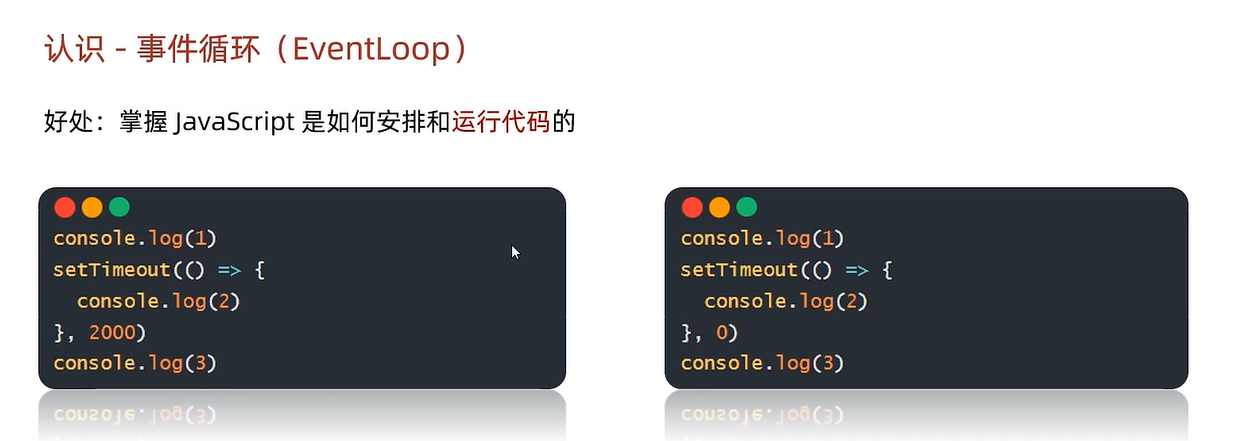 认识 - 事件循环（EventLoop）
好处：掌握 JavaScript 是如何安排和运行代码的
console.log(1)
setTimeout(() => {
  console.log(2)
}, 2000)
console.log(3)
console.log(1)
setTimeout(() => {
  console.log(2)
}, 0)
console.log(3)